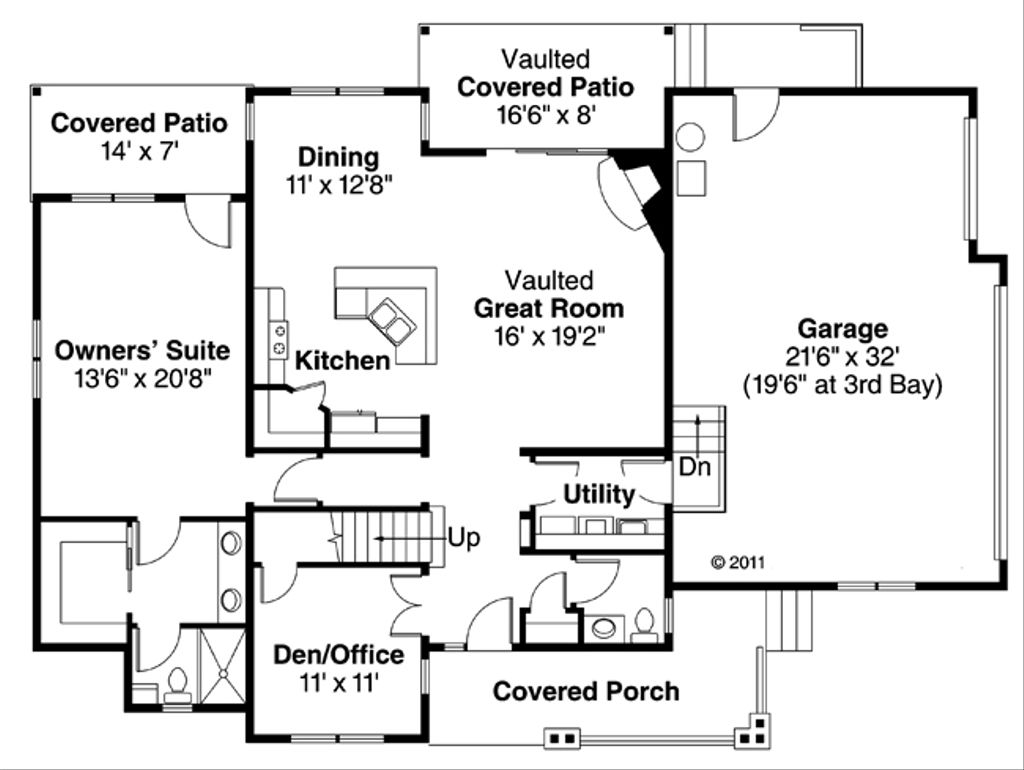 Vaulted
Covered Patio
16'6" x 8'
Covered Patio
14' x 7'
Dining
11' x 12'8"
Vaulted
Great Room
16' x 19'2"
Garage
21'6" x 32'
(19'6" at 3rd Bay)
Owners' Suite
13'6" x 20'8"
Kitchen
Dn
Utility
Up
© 2011
Den/Office
11' x 11'
Covered Porch